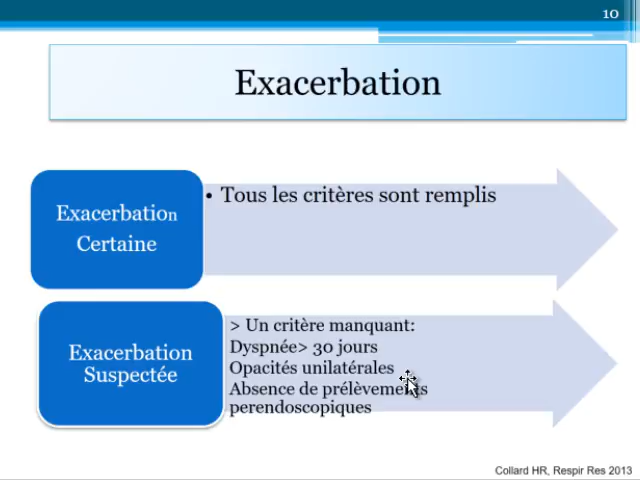 10
Exacerbation
Exacerbation
Certaine
• Tous les critères sont remplis
Exacerbation
Suspectée
> Un critère manquant:
Dyspnée> 30 jours
Opacités unilatérales
Absence de prélèvements
perendoscopiques
Collard HR, Respir Res 2013